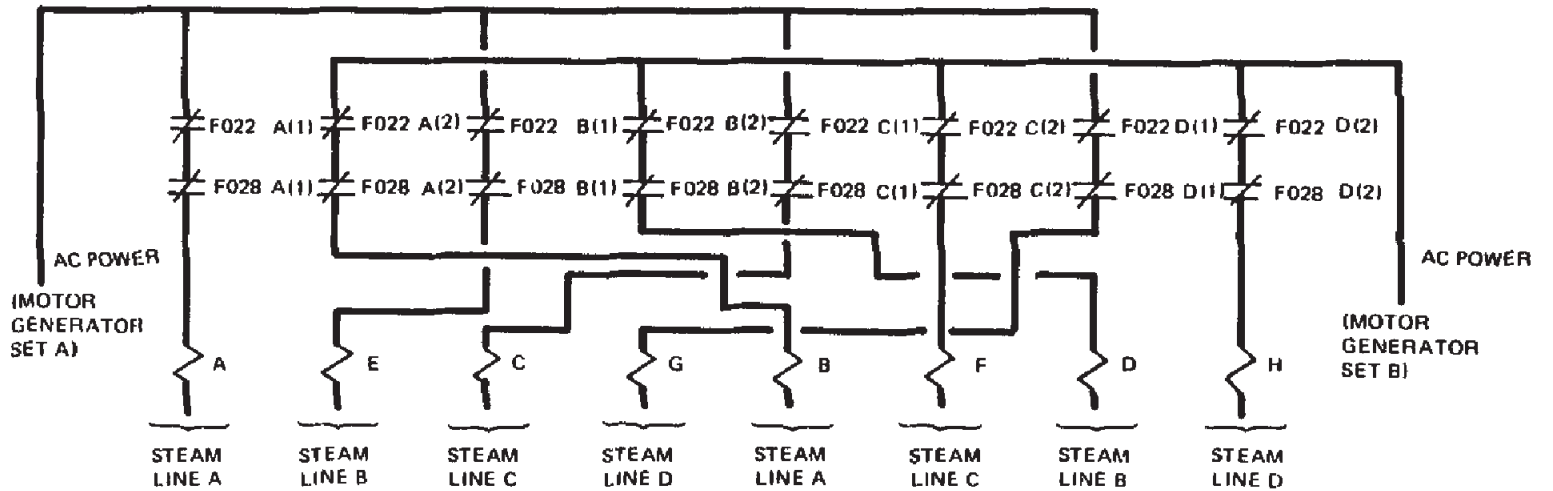 F022 A(1) F022 A(2) F022 B(1) F022 B(2) F022 C(1) F022 C(2) F022 D(1) F022 D(2)
F028 A(1) F028 A(2) F028 B(1) F028 B(2) F028 C(1) F028 C(2) F028 D(1) F028 D(2)
AC POWER
(MOTOR
GENERATOR
SET A)
AC POWER
(MOTOR
GENERATOR
SET B)
A E C G B F D H
STEAM LINE A
STEAM LINE B
STEAM LINE C
STEAM LINE D
STEAM LINE A
STEAM LINE C
STEAM LINE B
STEAM LINE D